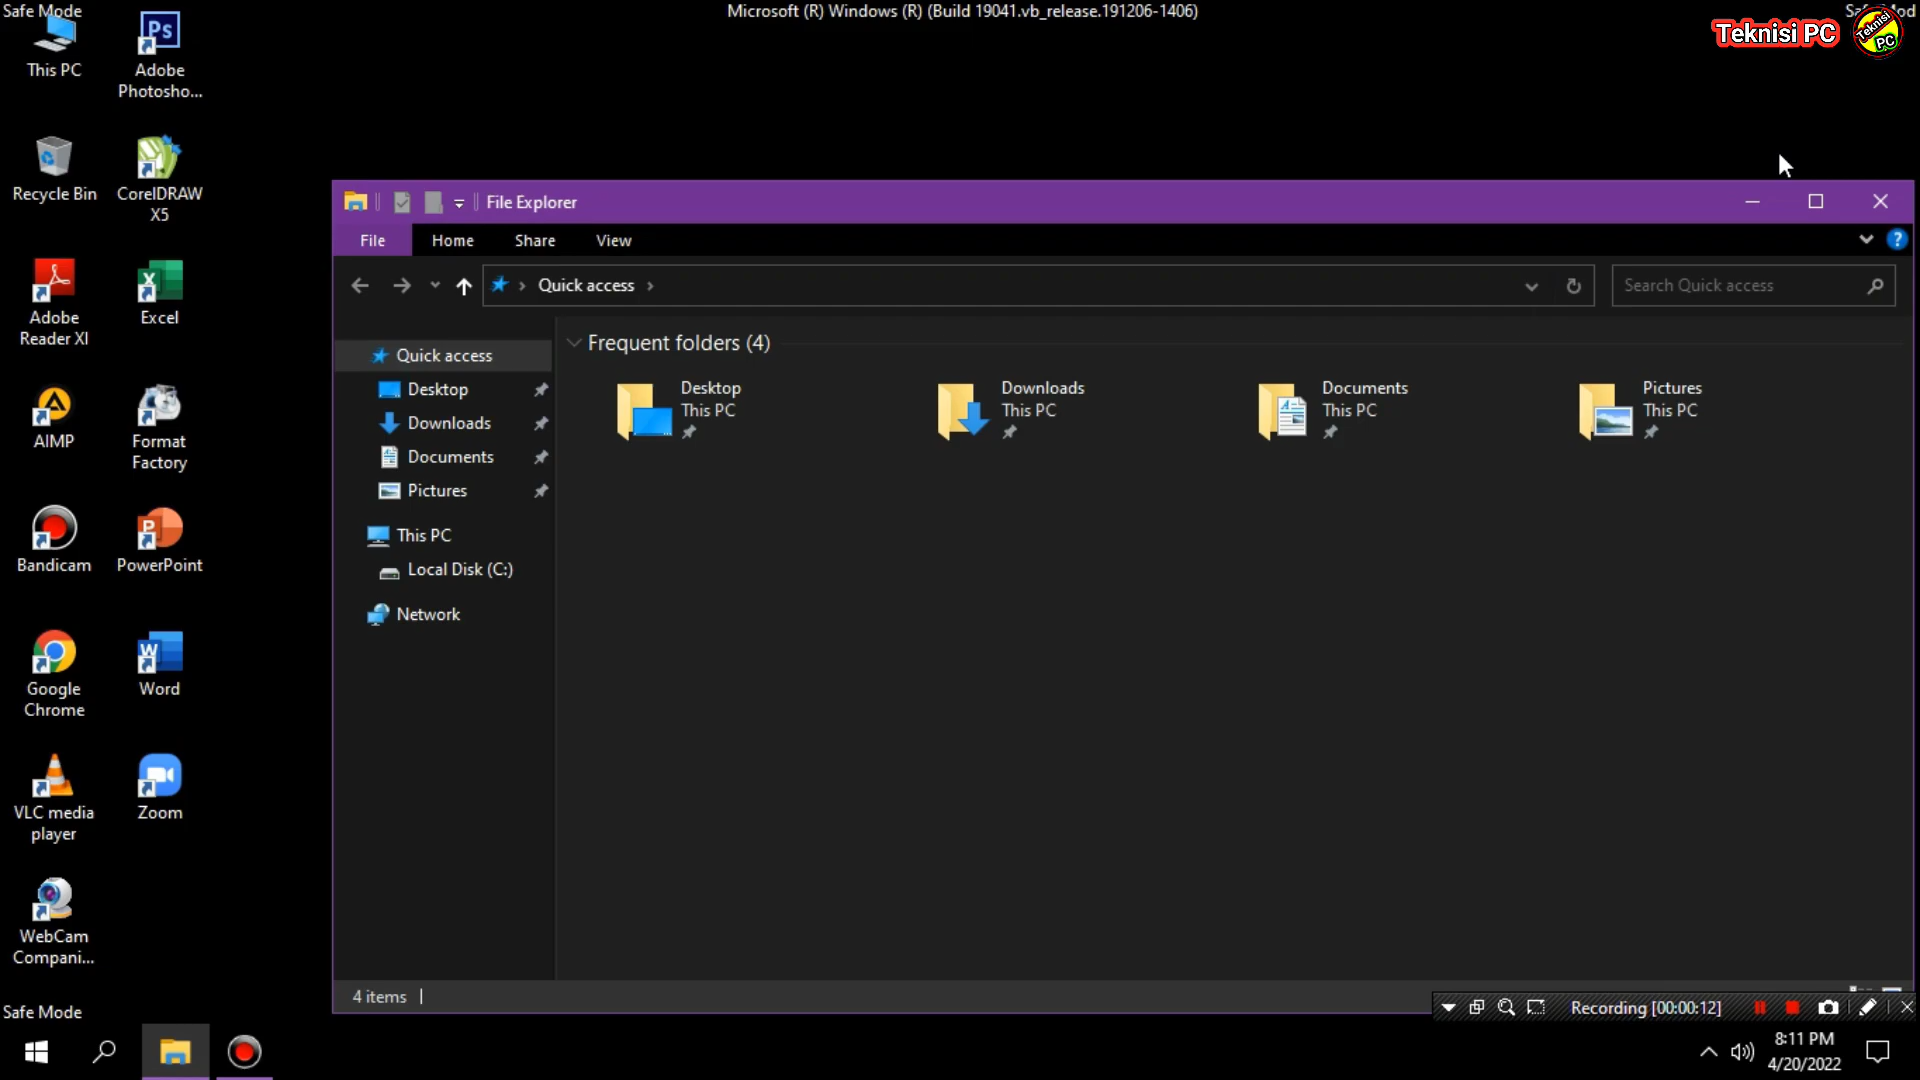 Safe Mode
Microsoft (R) Windows (R) (Build 19041.vb_release.191206-1406)
Teknisi PC
Teknisi
PC
This PC
Adobe
Photosho...
Recycle Bin
CorelDRAW
X5
Adobe
Reader XI
Excel
AIMP
Format
Factory
Bandicam
PowerPoint
Google
Chrome
Word
VLC media
player
Zoom
WebCam
Compani...
Safe Mode
File Explorer
File
Home
Share
View
Quick access
Search Quick access
Quick access
Desktop
Downloads
Documents
Pictures
This PC
Local Disk (C:)
Network
Frequent folders (4)
Desktop
This PC
Downloads
This PC
Documents
This PC
Pictures
This PC
4 items
Recording [00:00:12]
8:11 PM
4/20/2022